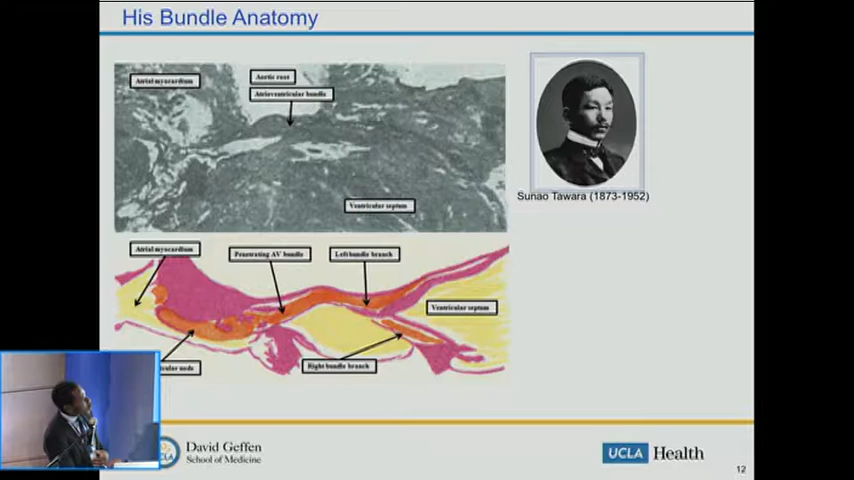 His Bundle Anatomy
Atrial myocardium
Aortic root
Atrioventricular bundle
Ventricular septum
Sunao Tawara (1873-1952)
Atrial myocardium
Penetrating AV bundle
Left bundle branch
Ventricular septum
Right bundle branch
node
David Geffen
School of Medicine
UCLA Health
12